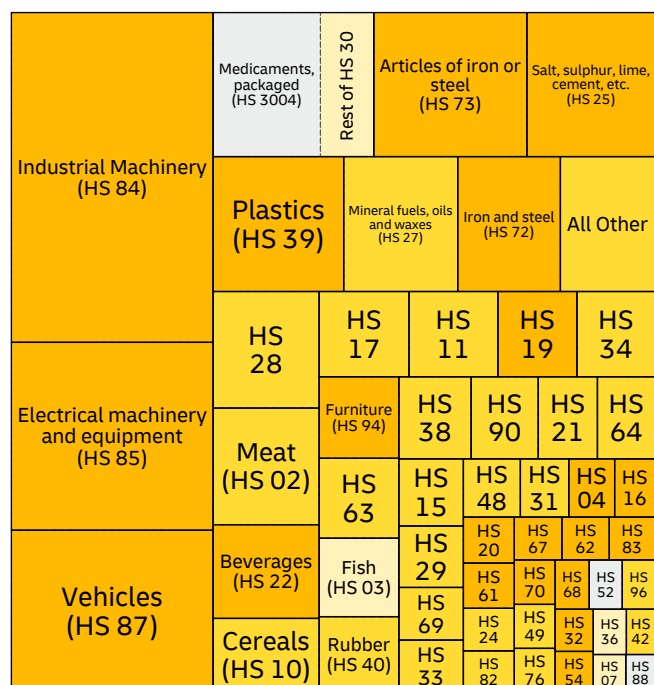 Industrial Machinery
(HS 84)
Electrical machinery
and equipment
(HS 85)
Vehicles
(HS 87)
Medicaments,
packaged
(HS 3004)
Rest of HS 30
Articles of iron or
steel
(HS 73)
Salt, sulphur, lime,
cement, etc.
(HS 25)
Plastics
(HS 39)
Mineral fuels, oils
and waxes
(HS 27)
Iron and steel
(HS 72)
All Other
HS
28
HS
17
HS
11
HS
19
HS
34
Meat
(HS 02)
Beverages
(HS 22)
Cereals
(HS 10)
Furniture
(HS 94)
HS
63
Fish
(HS 03)
Rubber
(HS 40)
HS
38
HS
90
HS
21
HS
64
HS
15
HS
29
HS
69
HS
33
HS
48
HS
31
HS
04
HS
16
HS
20
HS
67
HS
62
HS
83
HS
61
HS
70
HS
68
HS
52
HS
96
HS
24
HS
49
HS
32
HS
36
HS
42
HS
82
HS
76
HS
54
HS
07
HS
88